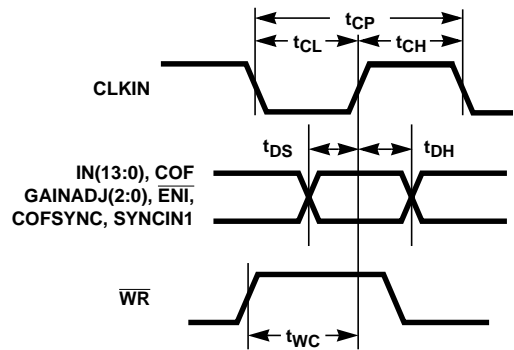 tCP
tCL tCH
CLKIN
tDS tDH
IN(13:0), COF
GAINADJ(2:0), ENI,
COFSYNC, SYNCIN1
WR
tWC